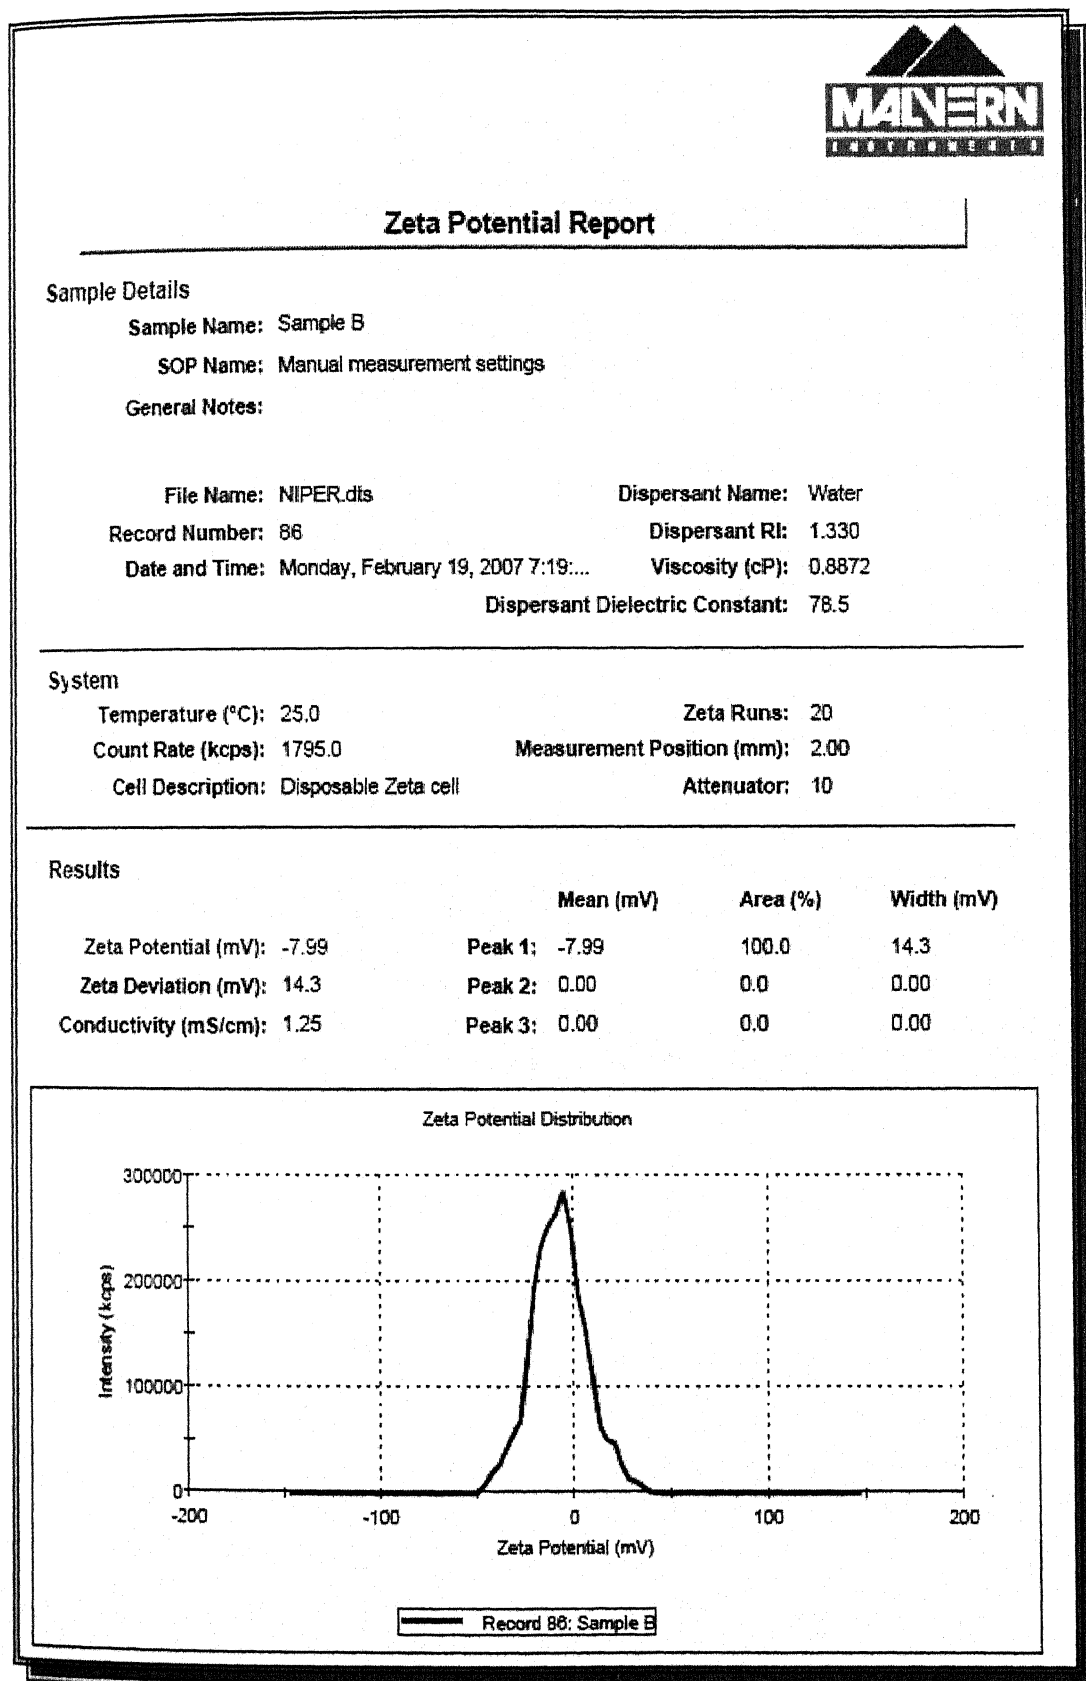 MALVERN
INSTRUMENTS
Zeta Potential Report
Sample Details
Sample Name: Sample B
SOP Name: Manual measurement settings
General Notes:
File Name: NIPER.dts Dispersant Name: Water
Record Number: 86 Dispersant RI: 1.330
Date and Time: Monday, February 19, 2007 7:19:... Viscosity (cP): 0.8872
Dispersant Dielectric Constant: 78.5
System
Temperature (ºC): 25.0 Zeta Runs: 20
Count Rate (kcps): 1795.0 Measurement Position (mm): 2.00
Cell Description: Disposable Zeta cell Attenuator: 10
Results
Mean (mV) Area (%) Width (mV)
Zeta Potential (mV): -7.99 Peak 1: -7.99 100.0 14.3
Zeta Deviation (mV): 14.3 Peak 2: 0.00 0.0 0.00
Conductivity (mS/cm): 1.25 Peak 3: 0.00 0.0 0.00
Zeta Potential Distribution
300000
200000
100000
0
Intensity (kcps)
-200 -100 0 100 200
Zeta Potential (mV)
Record 86: Sample B